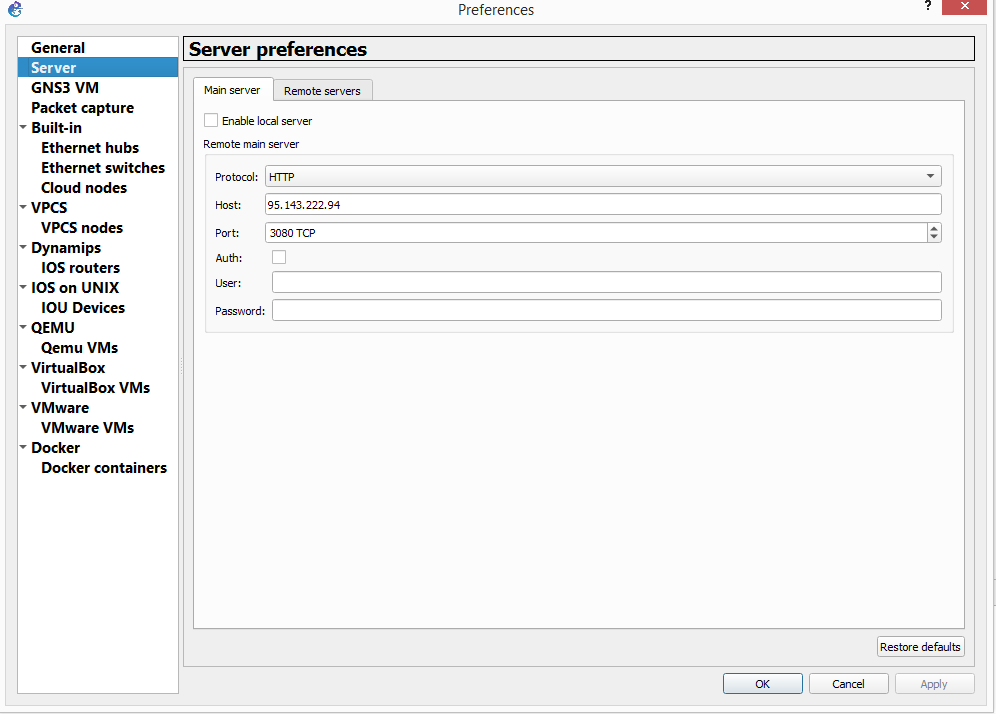 Preferences
?
General
Server
GNS3 VM
Packet capture
Built-in
Ethernet hubs
Ethernet switches
Cloud nodes
VPCS
VPCS nodes
Dynamips
IOS routers
IOS on UNIX
IOU Devices
QEMU
Qemu VMs
VirtualBox
VirtualBox VMs
VMware
VMware VMs
Docker
Docker containers
Server preferences
Main server
Remote servers
Enable local server
Remote main server
Protocol: HTTP
Host: 95.143.222.94
Port: 3080 TCP
Auth:
User:
Password:
Restore defaults
OK
Cancel
Apply